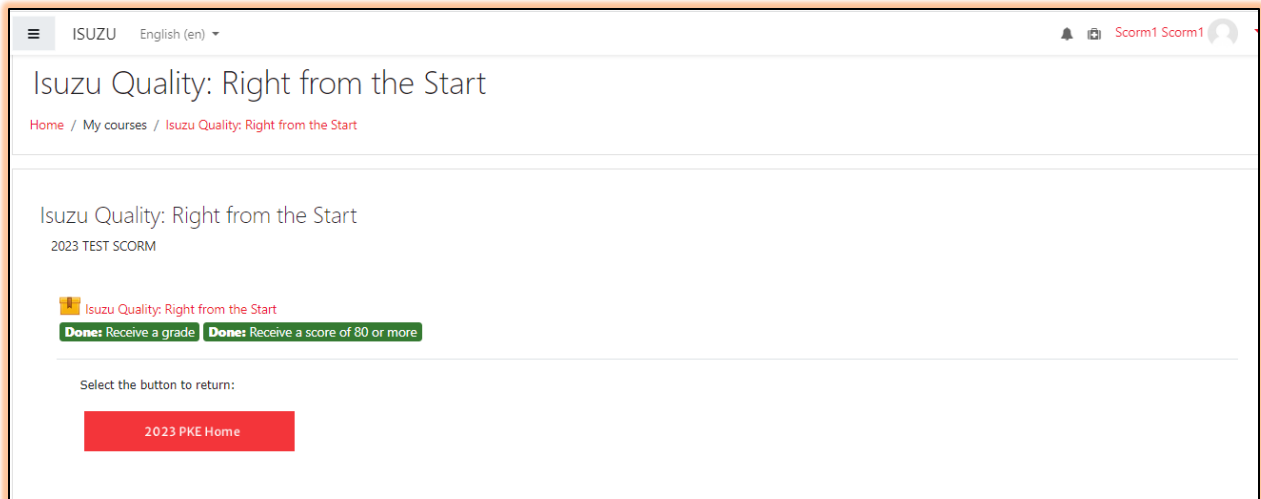 ISUZU English (en) Scorm1 Scorm1
Isuzu Quality: Right from the Start
Home / My courses / Isuzu Quality: Right from the Start
Isuzu Quality: Right from the Start
2023 TEST SCORM
Isuzu Quality: Right from the Start
Done: Receive a grade Done: Receive a score of 80 or more
Select the button to return:
2023 PKE Home